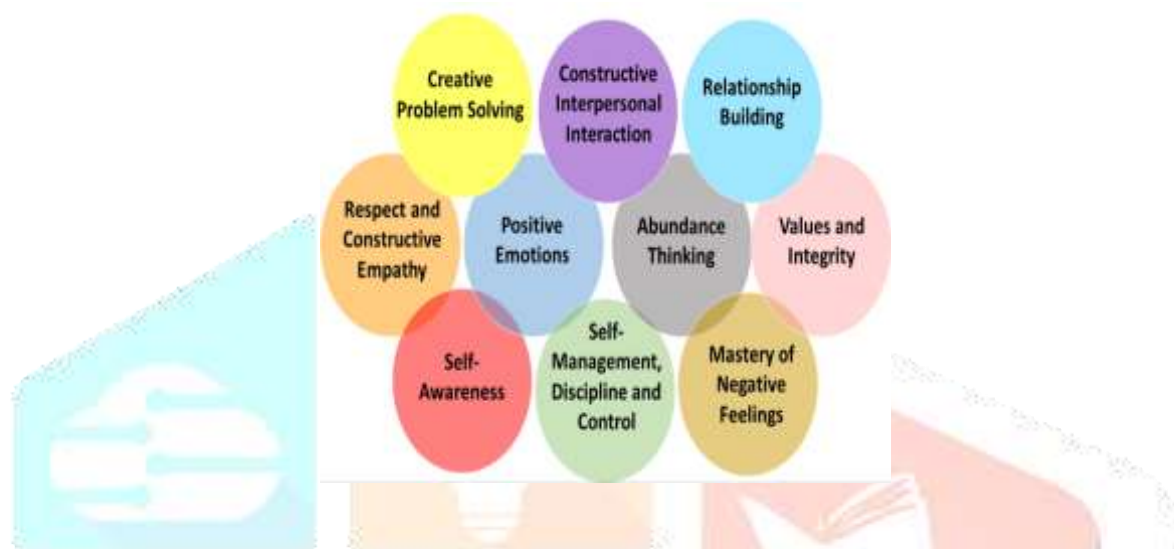 Creative
Problem Solving
Constructive
Interpersonal
Interaction
Relationship
Building
Respect and
Constructive
Empathy
Positive
Emotions
Abundance
Thinking
Values and
Integrity
Self-
Awareness
Self-
Management,
Discipline and
Control
Mastery of
Negative
Feelings